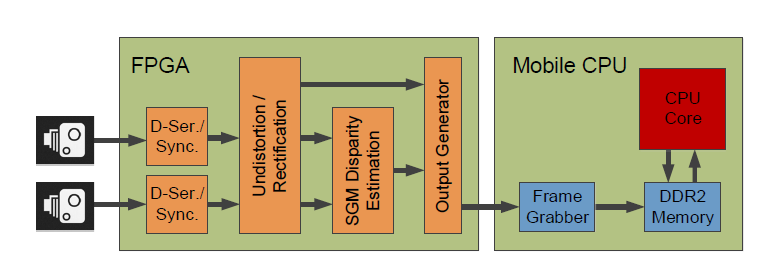 FPGA
D-Ser./
Sync.
D-Ser./
Sync.
Undistortion /
Rectification
SGM Disparity
Estimation
Output Generator
Mobile CPU
CPU
Core
Frame
Grabber
DDR2
Memory